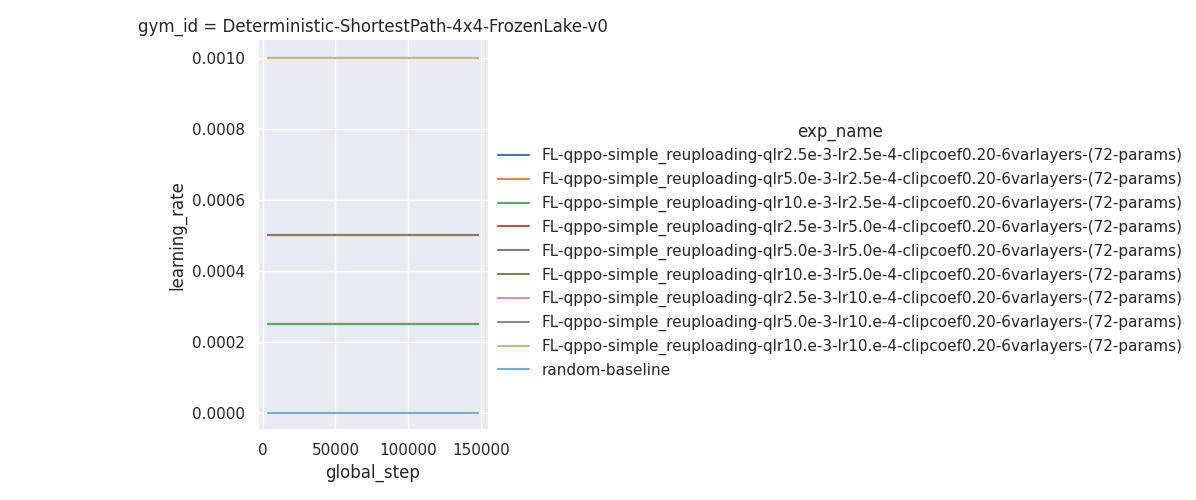 gym_id = Deterministic-ShortestPath-4x4-FrozenLake-v0
0.0010
0.0008
0.0006
0.0004
0.0002
0.0000
learning_rate
0
50000
100000
150000
global_step
exp_name
FL-qppo-simple_reuploading-qlr2.5e-3-lr2.5e-4-clipcoef0.20-6varlayers-(72-params)
FL-qppo-simple_reuploading-qlr5.0e-3-lr2.5e-4-clipcoef0.20-6varlayers-(72-params)
FL-qppo-simple_reuploading-qlr10.e-3-lr2.5e-4-clipcoef0.20-6varlayers-(72-params)
FL-qppo-simple_reuploading-qlr2.5e-3-lr5.0e-4-clipcoef0.20-6varlayers-(72-params)
FL-qppo-simple_reuploading-qlr5.0e-3-lr5.0e-4-clipcoef0.20-6varlayers-(72-params)
FL-qppo-simple_reuploading-qlr10.e-3-lr5.0e-4-clipcoef0.20-6varlayers-(72-params)
FL-qppo-simple_reuploading-qlr2.5e-3-lr10.e-4-clipcoef0.20-6varlayers-(72-params)
FL-qppo-simple_reuploading-qlr5.0e-3-lr10.e-4-clipcoef0.20-6varlayers-(72-params)
FL-qppo-simple_reuploading-qlr10.e-3-lr10.e-4-clipcoef0.20-6varlayers-(72-params)
random-baseline